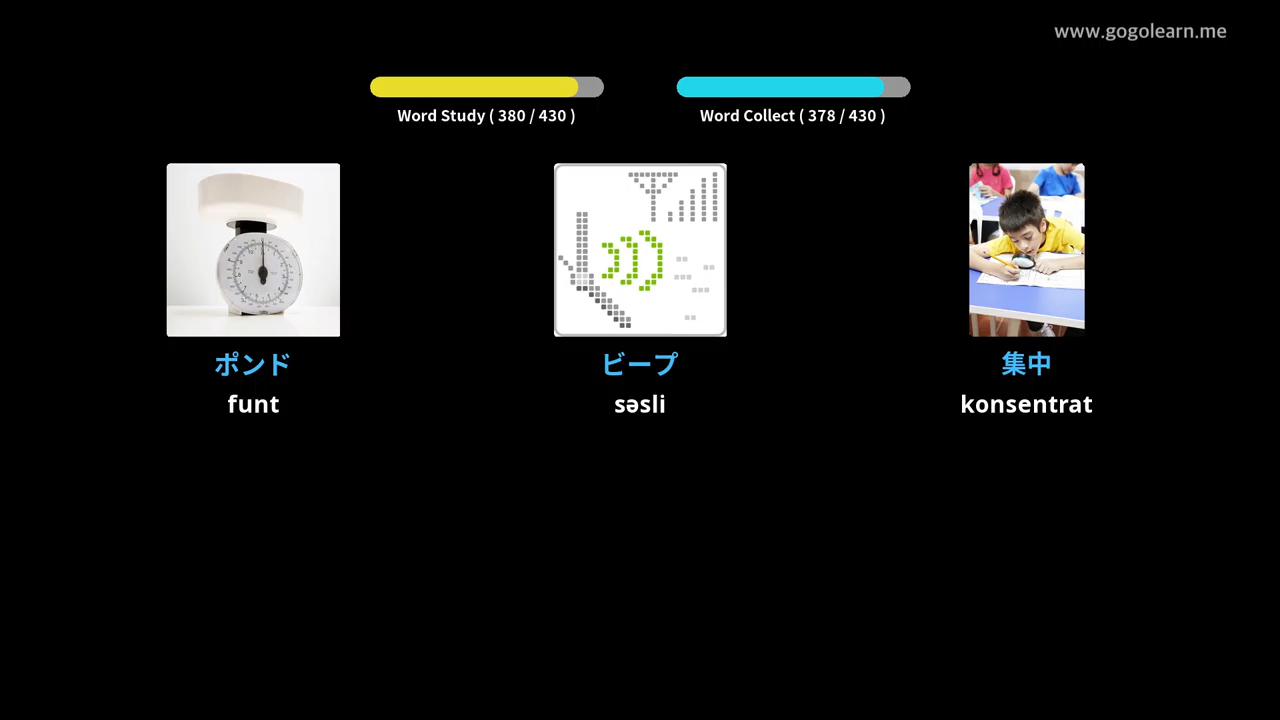 www.gogolearn.me
Word Study ( 380 / 430 )
Word Collect ( 378 / 430 )
ポンド
ビープ
集中
funt
səsli
konsentrat